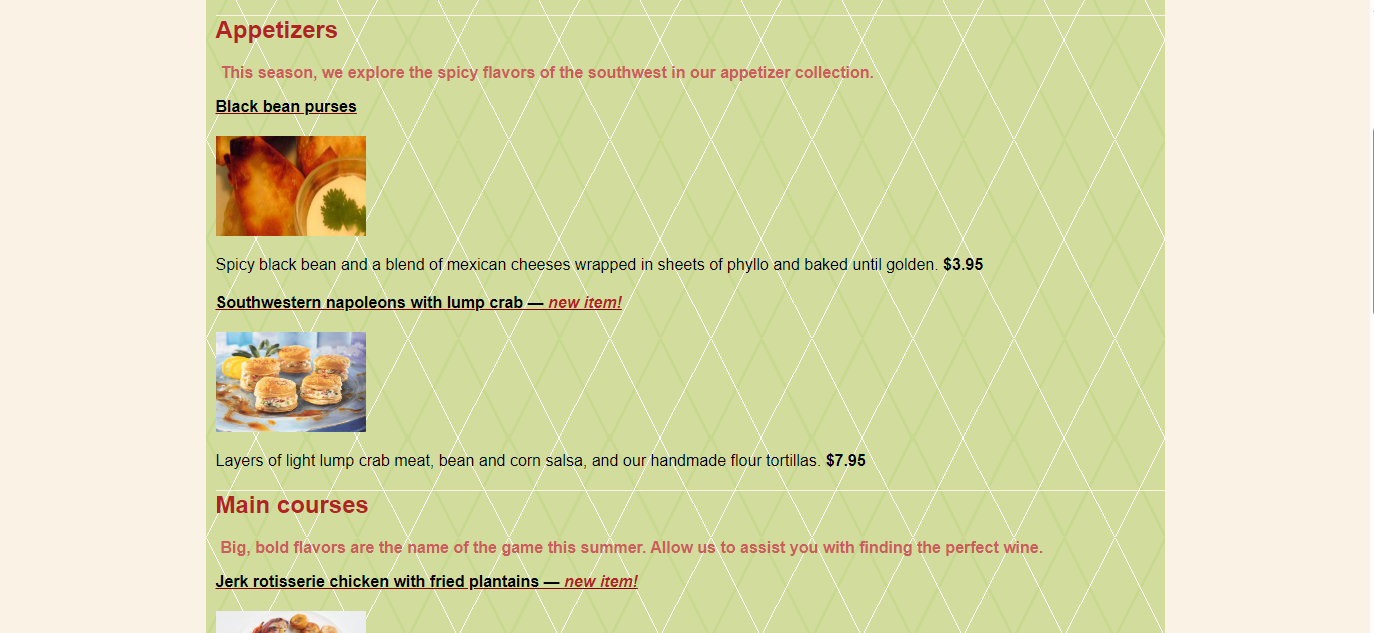 Appetizers
This season, we explore the spicy flavors of the southwest in our appetizer collection.
Black bean purses
Spicy black bean and a blend of mexican cheeses wrapped in sheets of phyllo and baked until golden. $3.95
Southwestern napoleons with lump crab — new item!
Layers of light lump crab meat, bean and corn salsa, and our handmade flour tortillas. $7.95
Main courses
Big, bold flavors are the name of the game this summer. Allow us to assist you with finding the perfect wine.
Jerk rotisserie chicken with fried plantains — new item!